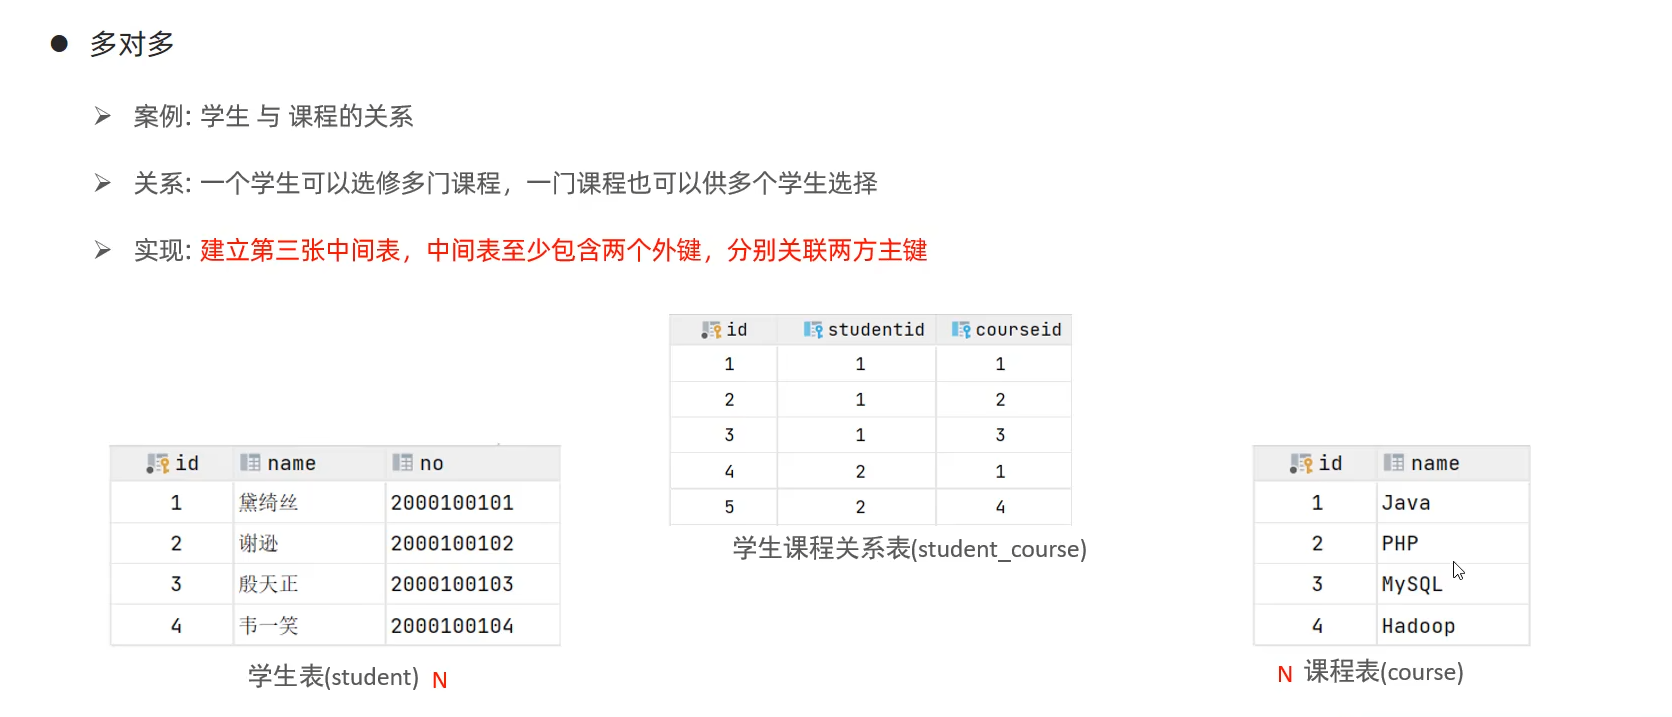 ● 多对多
➢ 案例: 学生 与 课程的关系
➢ 关系: 一个学生可以选修多门课程，一门课程也可以供多个学生选择
➢ 实现: 建立第三张中间表，中间表至少包含两个外键，分别关联两方主键
id studentid courseid
1 1 1
2 1 2
3 1 3
4 2 1
5 2 4
学生课程关系表(student_course)
id name no
1 黛绮丝 2000100101
2 谢逊 2000100102
3 殷天正 2000100103
4 韦一笑 2000100104
学生表(student) N
id name
1 Java
2 PHP
3 MySQL
4 Hadoop
N 课程表(course)